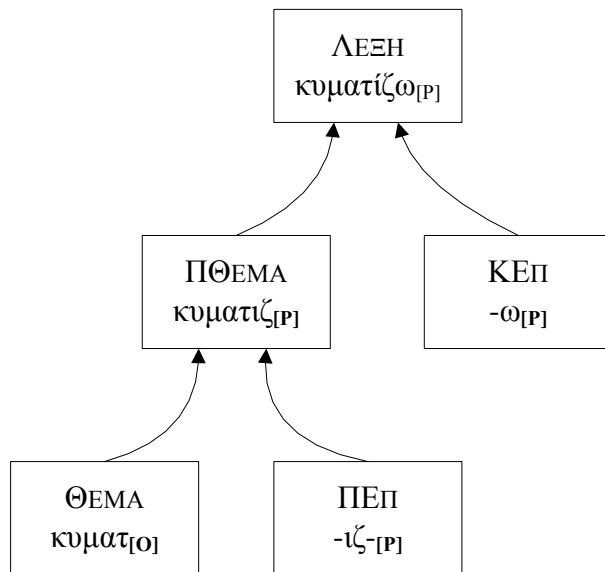 ΛΕΞΗ
κυματίζω[Ρ]
ΠΘΕΜΑ
κυματιζ[Ρ]
ΚΕΠ
-ω[Ρ]
ΘΕΜΑ
κυματ[Ο]
ΠΕΠ
-ιζ-[Ρ]